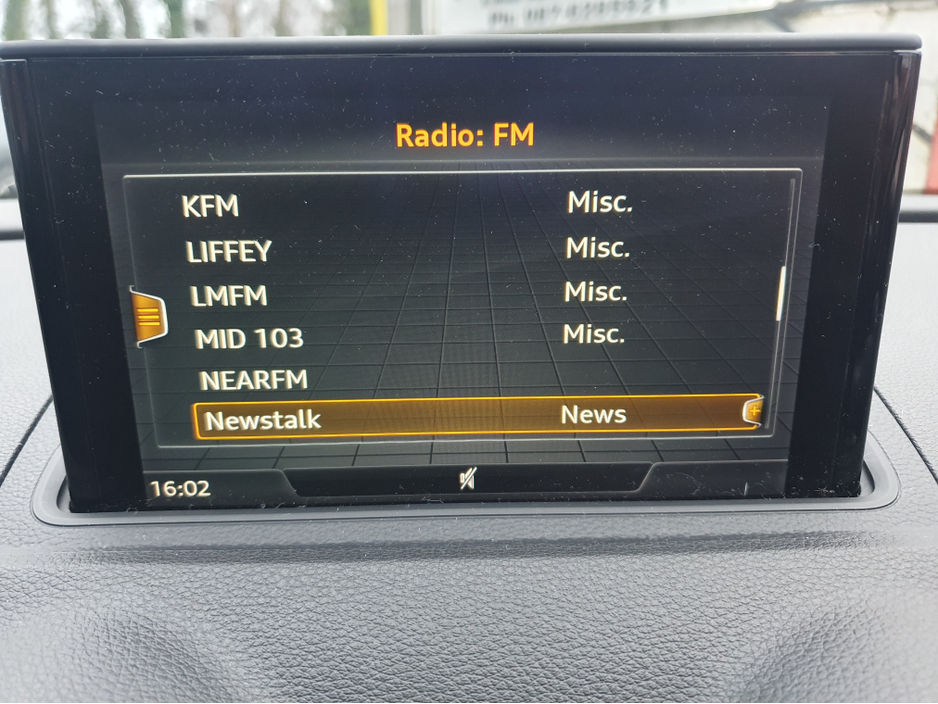 Radio: FM
KFM Misc.
LIFFEY Misc.
LMFM Misc.
MID 103 Misc.
NEARFM
Newstalk News
16:02